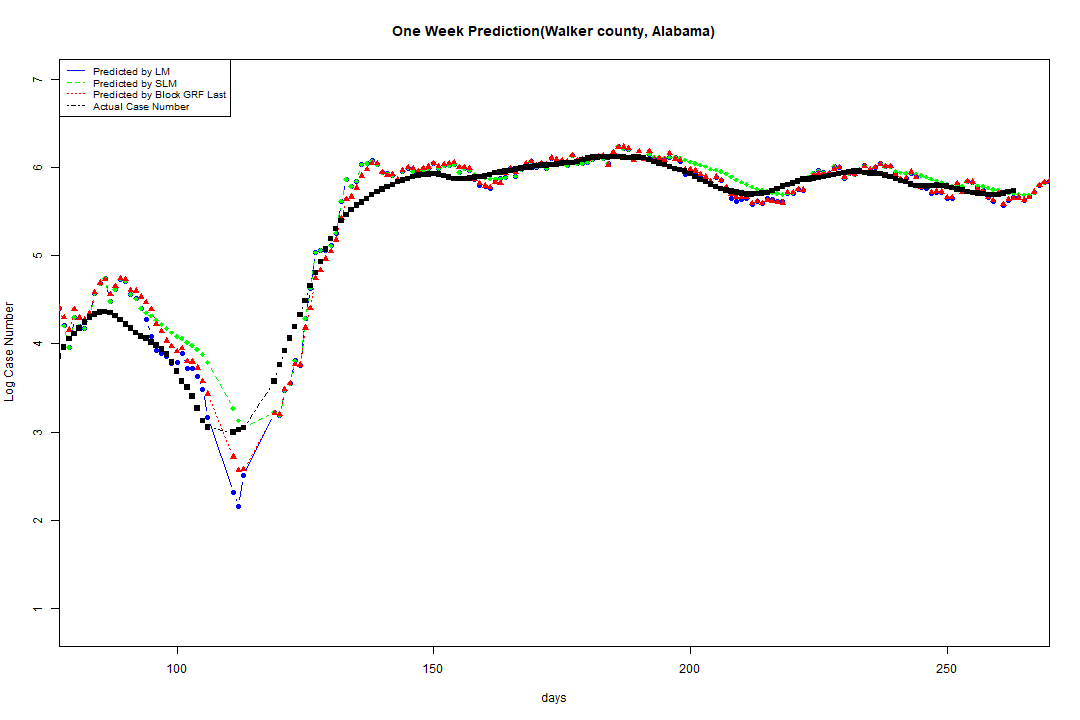 One Week Prediction(Walker county, Alabama)
Predicted by LM
Predicted by SLM
Predicted by Block GRF Last
Actual Case Number
7
6
5
4
3
2
1
Log Case Number
100 150 200 250
days